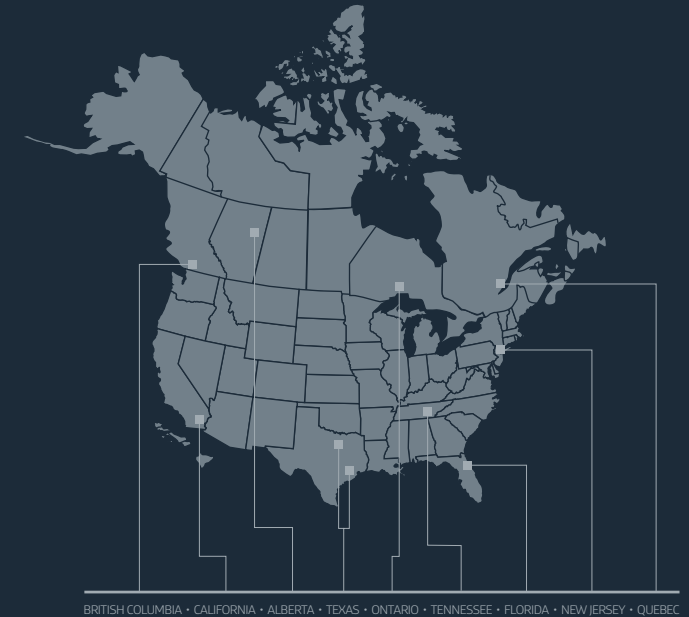 BRITISH COLUMBIA • CALIFORNIA • ALBERTA • TEXAS • ONTARIO • TENNESSEE • FLORIDA • NEW JERSEY • QUEBEC